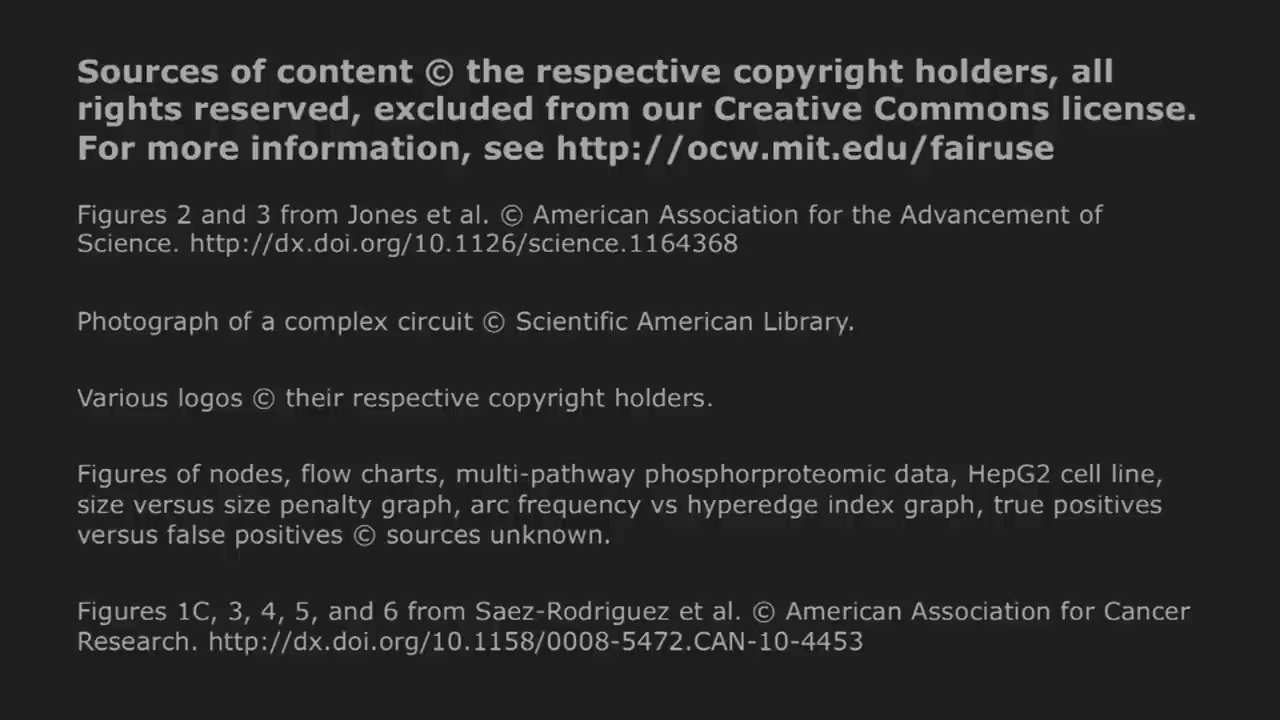 Sources of content © the respective copyright holders, all
rights reserved, excluded from our Creative Commons license.
For more information, see http://ocw.mit.edu/fairuse
Figures 2 and 3 from Jones et al. © American Association for the Advancement of
Science. http://dx.doi.org/10.1126/science.1164368
Photograph of a complex circuit © Scientific American Library.
Various logos © their respective copyright holders.
Figures of nodes, flow charts, multi-pathway phosphorproteomic data, HepG2 cell line,
size versus size penalty graph, arc frequency vs hyperedge index graph, true positives
versus false positives © sources unknown.
Figures 1C, 3, 4, 5, and 6 from Saez-Rodriguez et al. © American Association for Cancer
Research. http://dx.doi.org/10.1158/0008-5472.CAN-10-4453